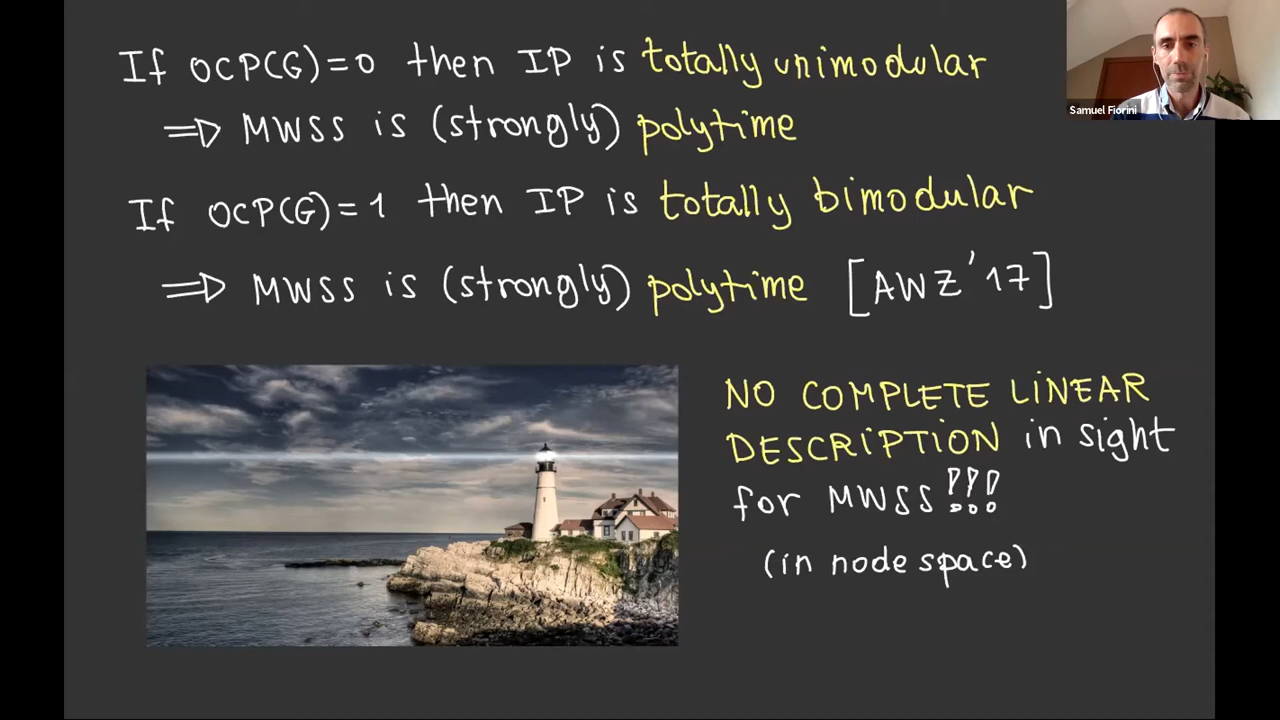 If OCP(G)=0 then IP is totally unimodular
⇒ MWSS is (strongly) polytime
If OCP(G)=1 then IP is totally bimodular
⇒ MWSS is (strongly) polytime [AWZ'17]
NO COMPLETE LINEAR
DESCRIPTION in sight
for MWSS!!!
(in node space)
Samuel Fiorini